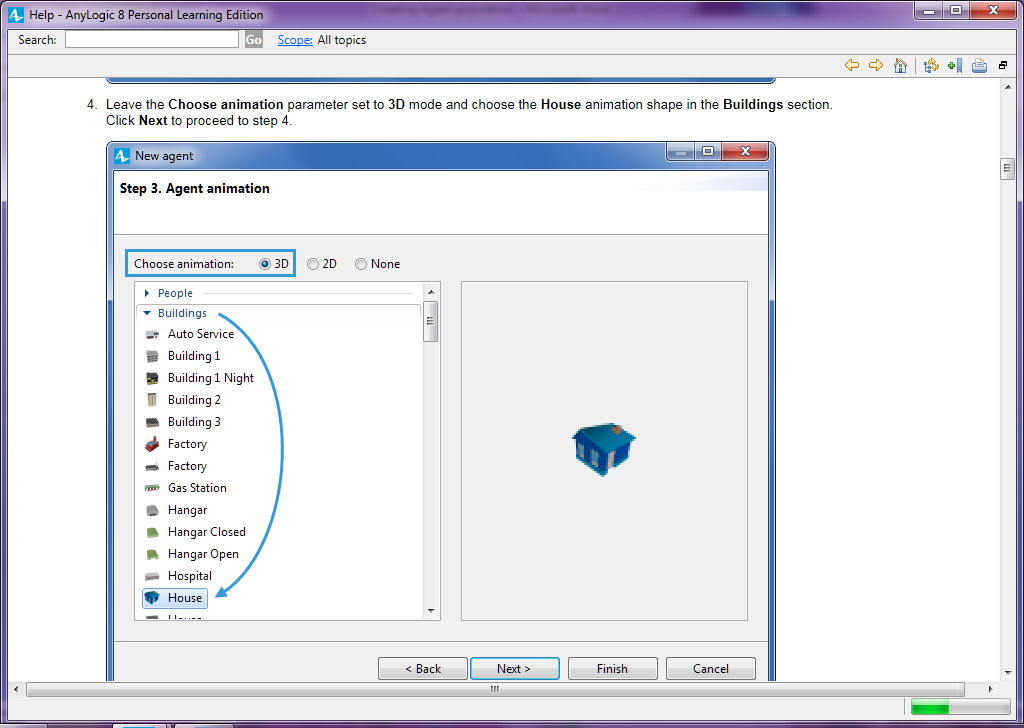 Help - AnyLogic 8 Personal Learning Edition
Search:
Go
Scope: All topics
4. Leave the Choose animation parameter set to 3D mode and choose the House animation shape in the Buildings section.
Click Next to proceed to step 4.
New agent
Step 3. Agent animation
Choose animation: 3D 2D None
People
Buildings
Auto Service
Building 1
Building 1 Night
Building 2
Building 3
Factory
Factory
Gas Station
Hangar
Hangar Closed
Hangar Open
Hospital
House
< Back Next > Finish Cancel